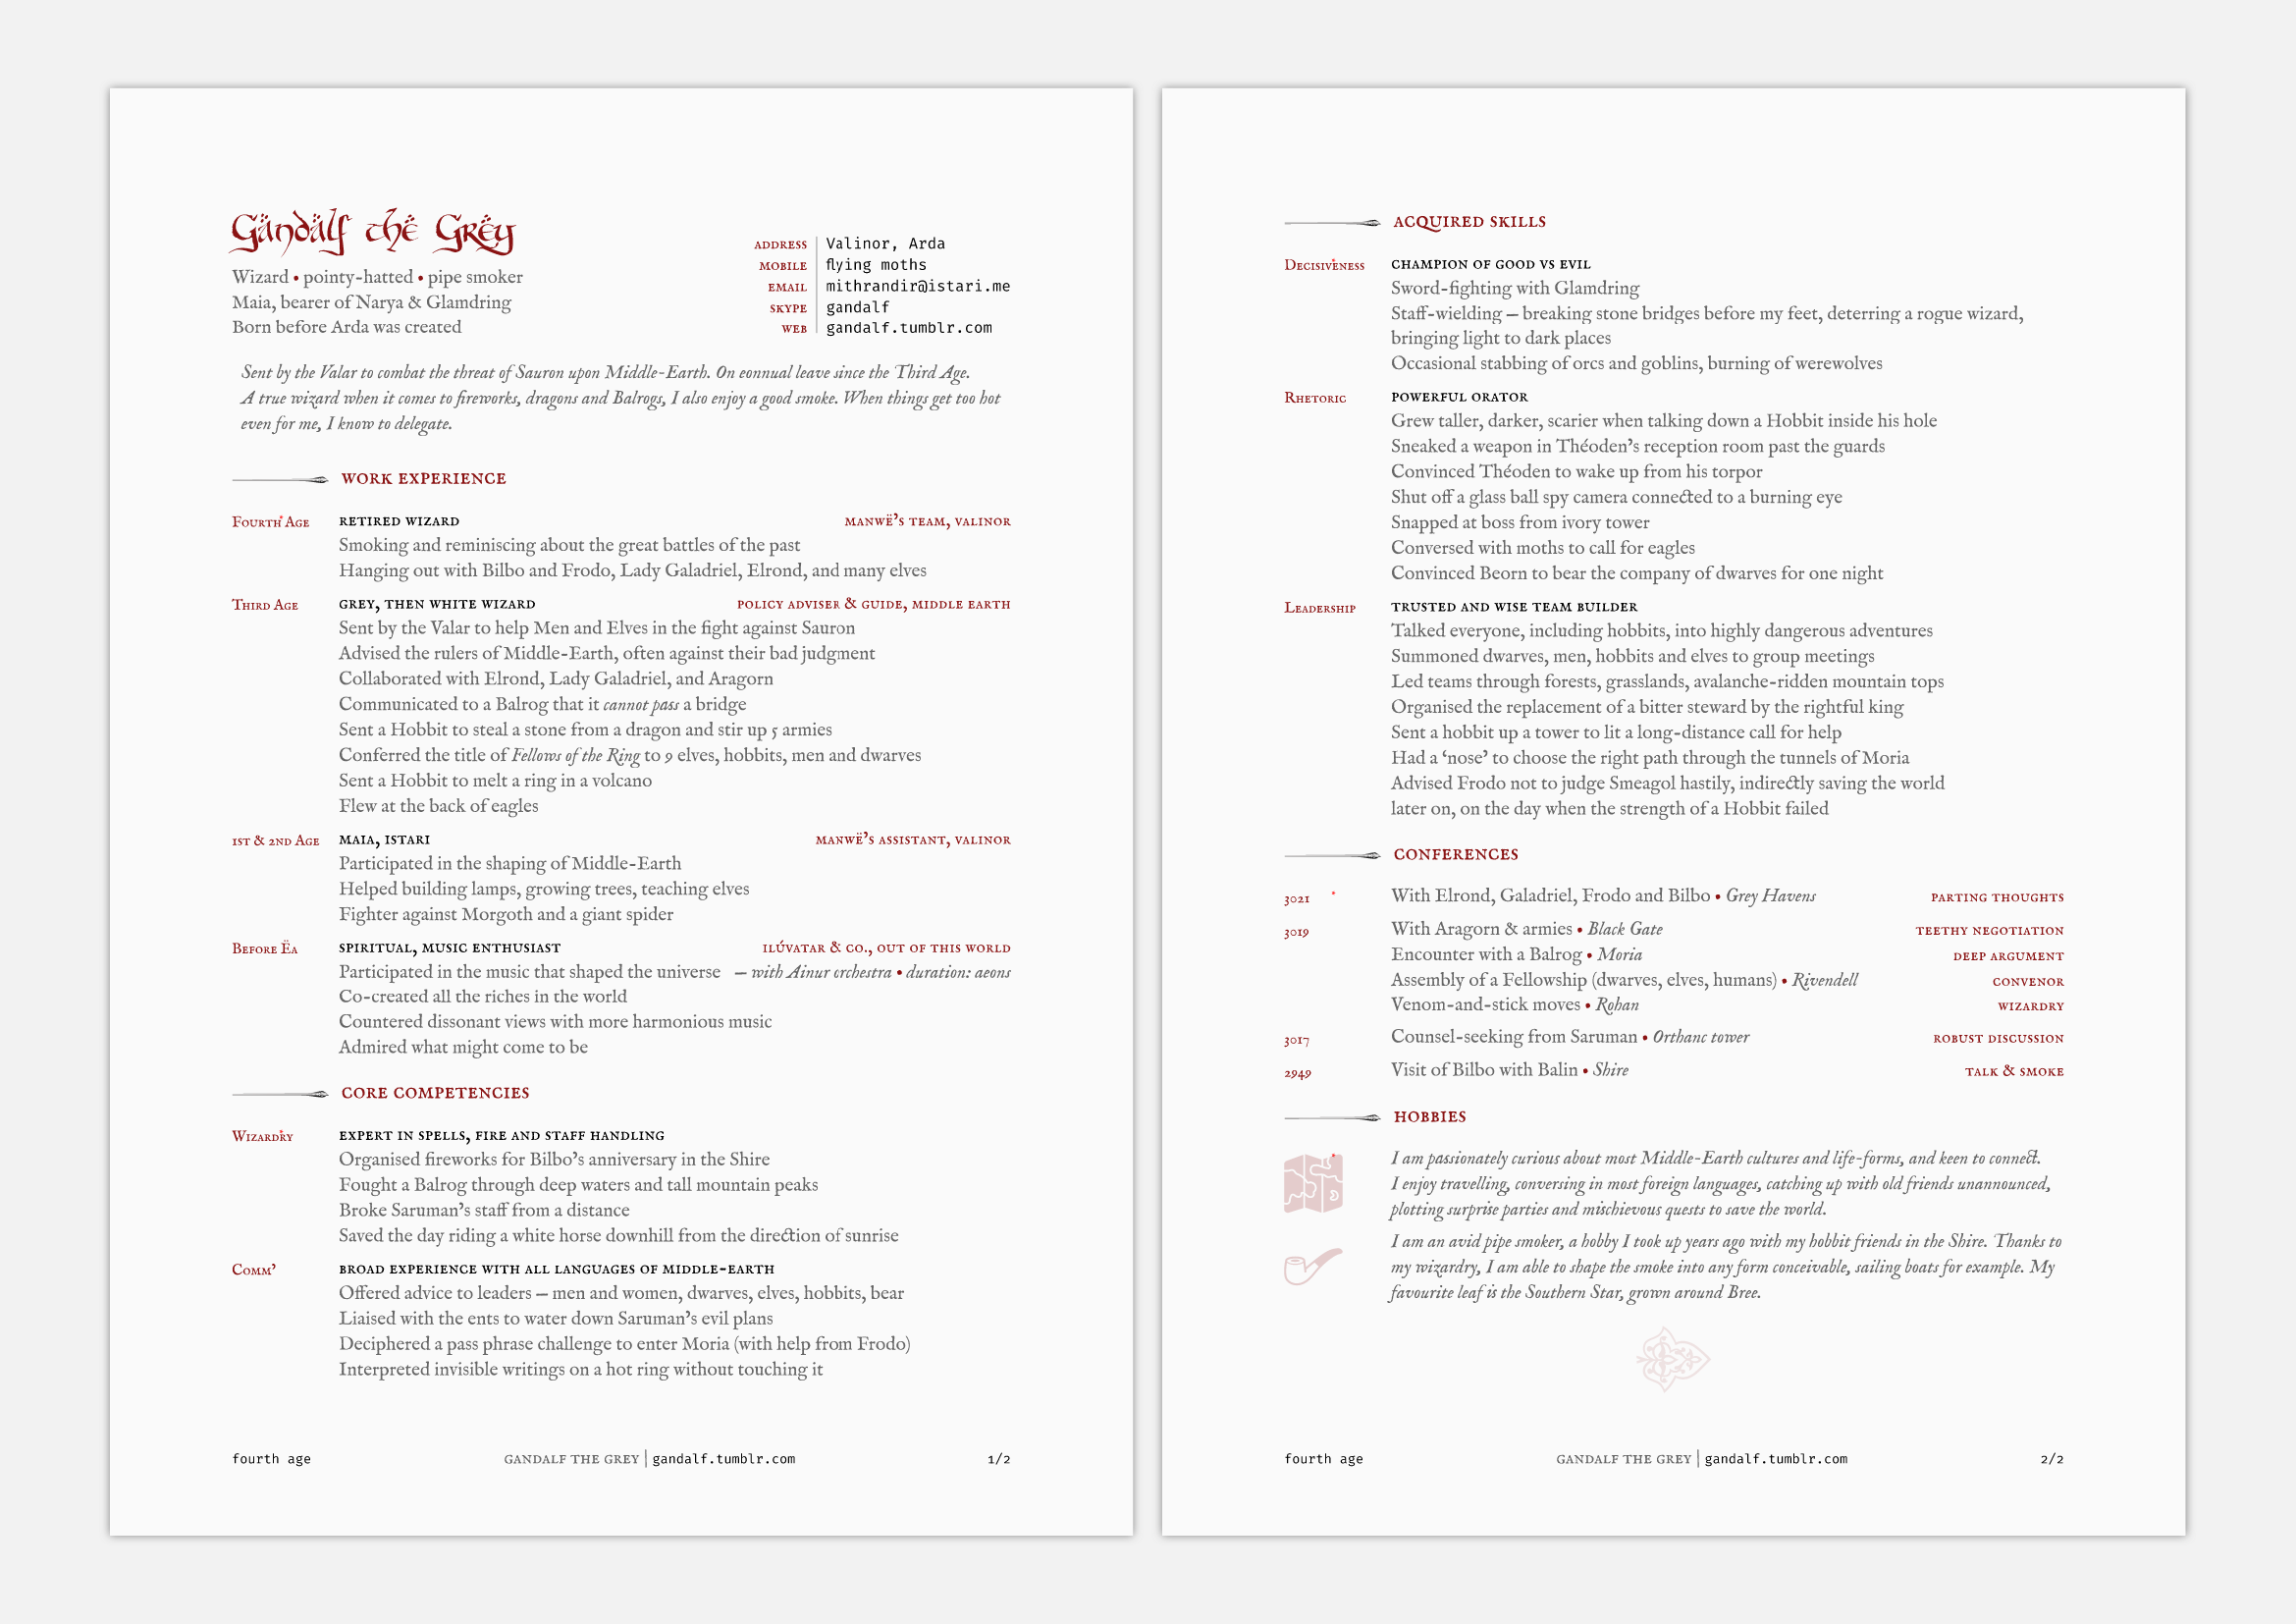 Gandalf the Grey
Wizard • pointy-hatted • pipe smoker
Maia, bearer of Narya & Glamdring
Born before Arda was created
ADDRESS Valinor, Arda
MOBILE flying moths
EMAIL mithrandir@istari.me
SKYPE gandalf
WEB gandalf.tumblr.com
Sent by the Valar to combat the threat of Sauron upon Middle-Earth. On eonnual leave since the Third Age.
A true wizard when it comes to fireworks, dragons and Balrogs, I also enjoy a good smoke. When things get too hot
even for me, I know to delegate.
WORK EXPERIENCE
Fourth Age RETIRED WIZARD MANWË’S TEAM, VALINOR
Smoking and reminiscing about the great battles of the past
Hanging out with Bilbo and Frodo, Lady Galadriel, Elrond, and many elves
Third Age GREY, THEN WHITE WIZARD POLICY ADVISER & GUIDE, MIDDLE EARTH
Sent by the Valar to help Men and Elves in the fight against Sauron
Advised the rulers of Middle-Earth, often against their bad judgment
Collaborated with Elrond, Lady Galadriel, and Aragorn
Communicated to a Balrog that it cannot pass a bridge
Sent a Hobbit to steal a stone from a dragon and stir up 5 armies
Conferred the title of Fellows of the Ring to 9 elves, hobbits, men and dwarves
Sent a Hobbit to melt a ring in a volcano
Flew at the back of eagles
1st & 2nd Age MAIA, ISTARI MANWË’S ASSISTANT, VALINOR
Participated in the shaping of Middle-Earth
Helped building lamps, growing trees, teaching elves
Fighter against Morgoth and a giant spider
Before Ëa SPIRITUAL, MUSIC ENTHUSIAST ILÚVATAR & CO., OUT OF THIS WORLD
Participated in the music that shaped the universe — with Ainur orchestra • duration: aeons
Co-created all the riches in the world
Countered dissonant views with more harmonious music
Admired what might come to be
CORE COMPETENCIES
Wizardry EXPERT IN SPELLS, FIRE AND STAFF HANDLING
Organised fireworks for Bilbo’s anniversary in the Shire
Fought a Balrog through deep waters and tall mountain peaks
Broke Saruman’s staff from a distance
Saved the day riding a white horse downhill from the direction of sunrise
Comm’ BROAD EXPERIENCE WITH ALL LANGUAGES OF MIDDLE-EARTH
Offered advice to leaders — men and women, dwarves, elves, hobbits, bear
Liaised with the ents to water down Saruman’s evil plans
Deciphered a pass phrase challenge to enter Moria (with help from Frodo)
Interpreted invisible writings on a hot ring without touching it
fourth age GANDALF THE GREY | gandalf.tumblr.com 1/2
ACQUIRED SKILLS
Decisiveness CHAMPION OF GOOD VS EVIL
Sword-fighting with Glamdring
Staff-wielding — breaking stone bridges before my feet, deterring a rogue wizard,
bringing light to dark places
Occasional stabbing of orcs and goblins, burning of werewolves
Rhetoric POWERFUL ORATOR
Grew taller, darker, scarier when talking down a Hobbit inside his hole
Sneaked a weapon in Théoden’s reception room past the guards
Convinced Théoden to wake up from his torpor
Shut off a glass ball spy camera connected to a burning eye
Snapped at boss from ivory tower
Conversed with moths to call for eagles
Convinced Beorn to bear the company of dwarves for one night
Leadership TRUSTED AND WISE TEAM BUILDER
Talked everyone, including hobbits, into highly dangerous adventures
Summoned dwarves, men, hobbits and elves to group meetings
Led teams through forests, grasslands, avalanche-ridden mountain tops
Organised the replacement of a bitter steward by the rightful king
Sent a hobbit up a tower to lit a long-distance call for help
Had a ‘nose’ to choose the right path through the tunnels of Moria
Advised Frodo not to judge Smeagol hastily, indirectly saving the world
later on, on the day when the strength of a Hobbit failed
CONFERENCES
3021 With Elrond, Galadriel, Frodo and Bilbo • Grey Havens PARTING THOUGHTS
3019 With Aragorn & armies • Black Gate TEETHY NEGOTIATION
Encounter with a Balrog • Moria DEEP ARGUMENT
Assembly of a Fellowship (dwarves, elves, humans) • Rivendell CONVENOR
Venom-and-stick moves • Rohan WIZARDRY
3017 Counsel-seeking from Saruman • Orthanc tower ROBUST DISCUSSION
2949 Visit of Bilbo with Balin • Shire TALK & SMOKE
HOBBIES
I am passionately curious about most Middle-Earth cultures and life-forms, and keen to connect.
I enjoy travelling, conversing in most foreign languages, catching up with old friends unannounced,
plotting surprise parties and mischievous quests to save the world.
I am an avid pipe smoker, a hobby I took up years ago with my hobbit friends in the Shire. Thanks to
my wizardry, I am able to shape the smoke into any form conceivable, sailing boats for example. My
favourite leaf is the Southern Star, grown around Bree.
fourth age GANDALF THE GREY | gandalf.tumblr.com 2/2